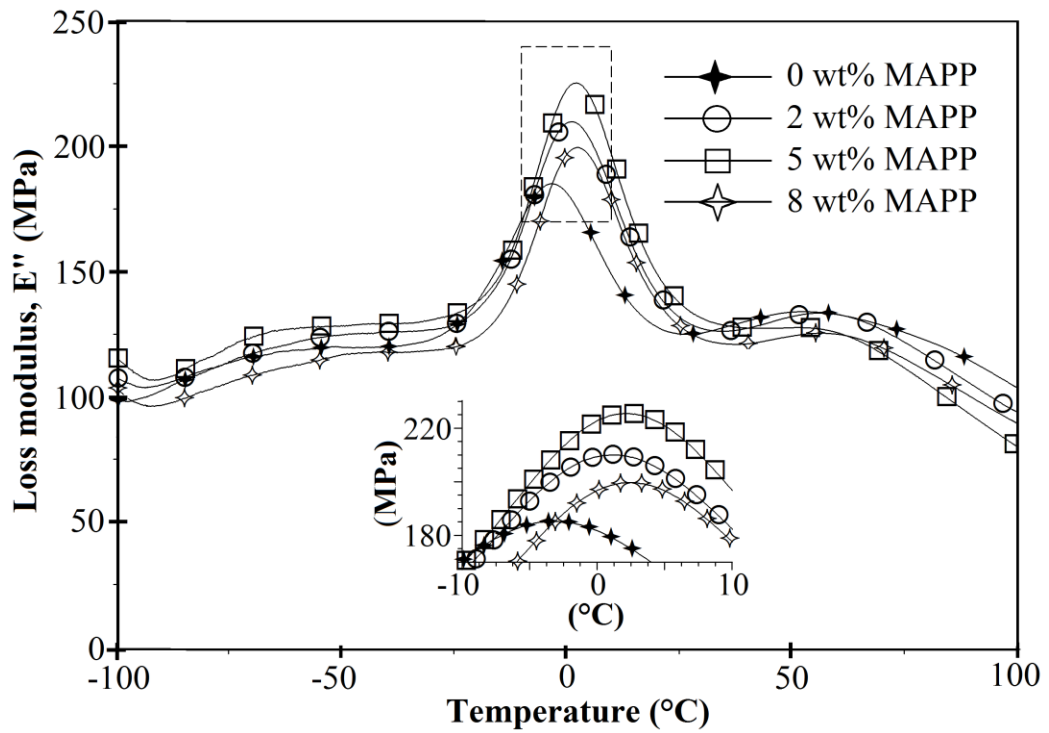 250
200
150
100
50
0
Loss modulus, E" (MPa)
0 wt% MAPP
2 wt% MAPP
5 wt% MAPP
8 wt% MAPP
220
180
(MPa)
-10 0 10
(°C)
-100 -50 0 50 100
Temperature (°C)